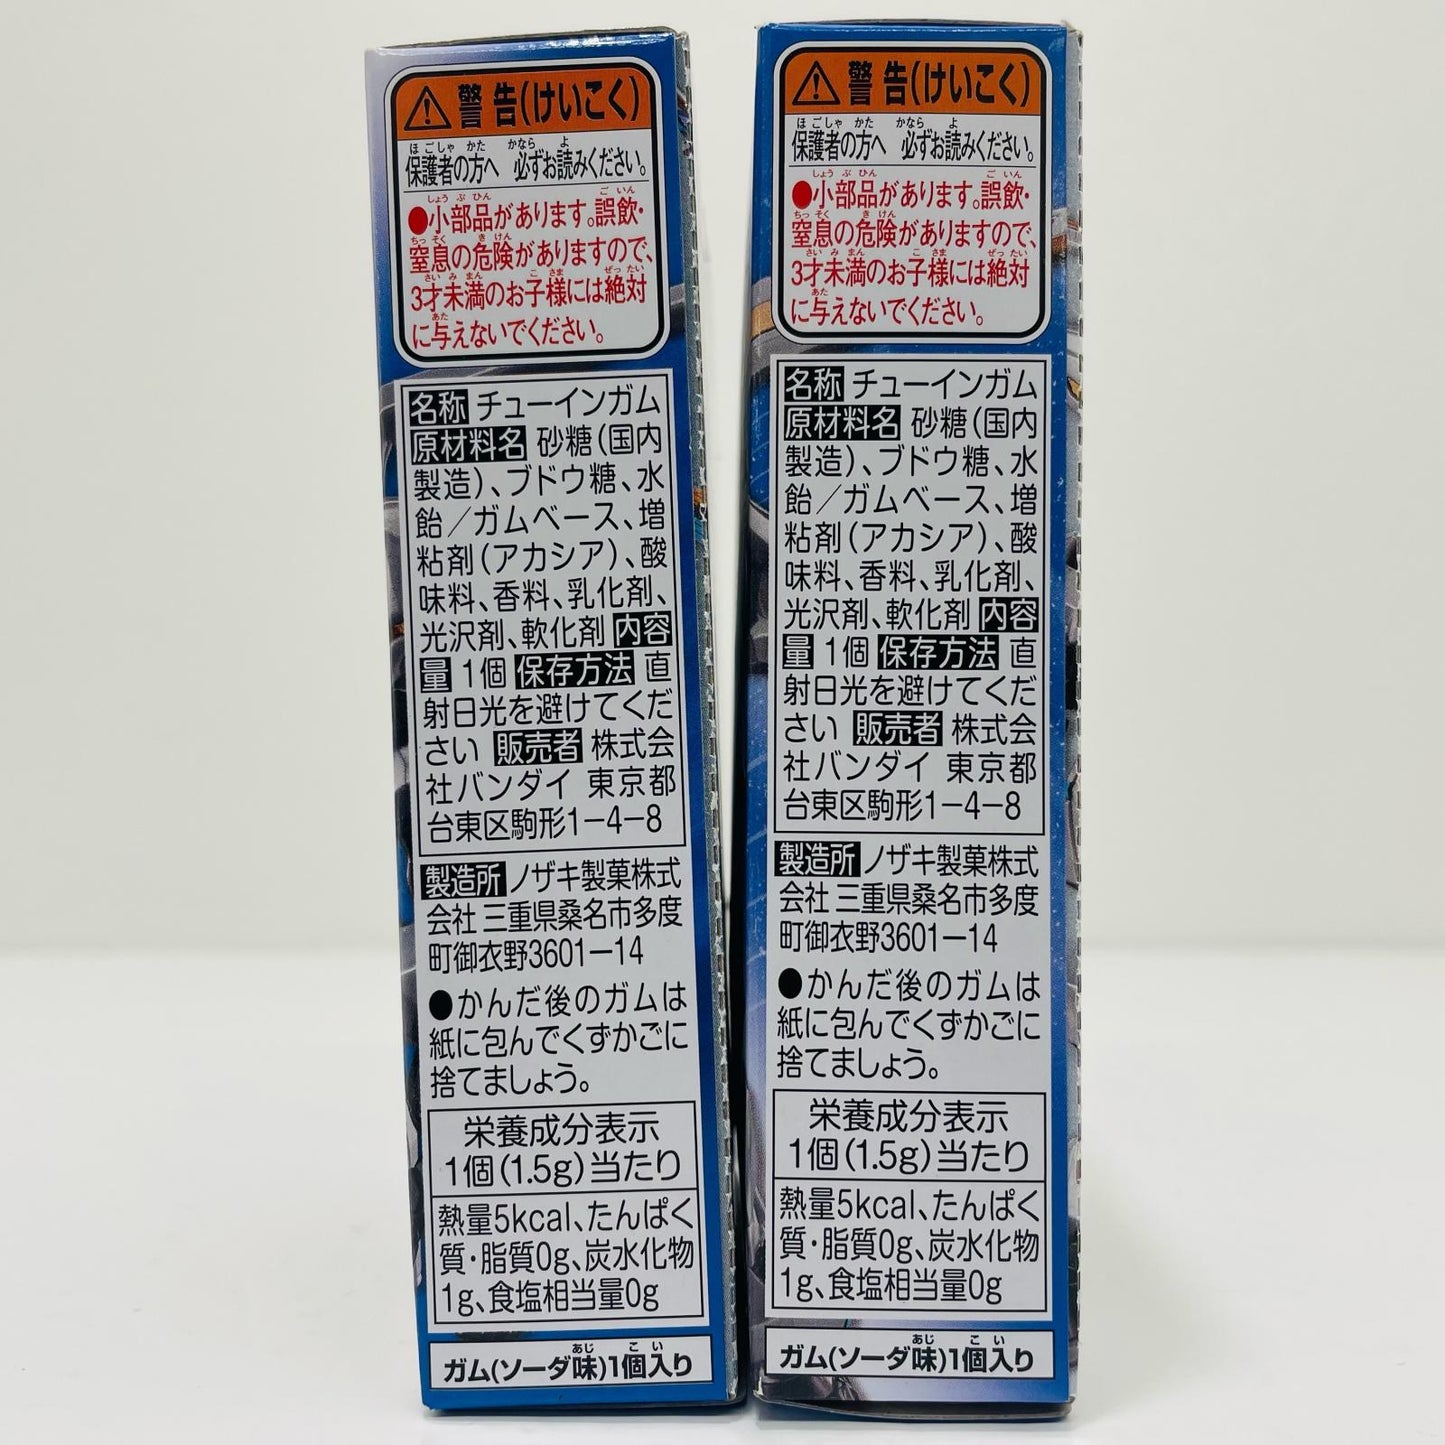 警告(けいこく)
保護者の方へ 必ずお読みください。
●小部品があります。誤飲・
窒息の危険がありますので、
3才未満のお子様には絶対
に与えないでください。
名称 チューインガム
原材料名 砂糖(国内
製造)、ブドウ糖、水
飴/ガムベース、増
粘剤(アカシア)、酸
味料、香料、乳化剤、
光沢剤、軟化剤 内容
量 1個 保存方法 直
射日光を避けてくだ
さい 販売者 株式会
社バンダイ 東京都
台東区駒形1-4-8
製造所 ノザキ製菓株式
会社 三重県桑名市多度
町御衣野3601-14
●かんだ後のガムは
紙に包んでくずかごに
捨てましょう。
栄養成分表示
1個(1.5g)当たり
熱量5kcal、たんぱく
質・脂質0g、炭水化物
1g、食塩相当量0g
ガム(ソーダ味)1個入り
警告(けいこく)
保護者の方へ 必ずお読みください。
●小部品があります。誤飲・
窒息の危険がありますので、
3才未満のお子様には絶対
に与えないでください。
名称 チューインガム
原材料名 砂糖(国内
製造)、ブドウ糖、水
飴/ガムベース、増
粘剤(アカシア)、酸
味料、香料、乳化剤、
光沢剤、軟化剤 内容
量 1個 保存方法 直
射日光を避けてくだ
さい 販売者 株式会
社バンダイ 東京都
台東区駒形1-4-8
製造所 ノザキ製菓株式
会社 三重県桑名市多度
町御衣野3601-14
●かんだ後のガムは
紙に包んでくずかごに
捨てましょう。
栄養成分表示
1個(1.5g)当たり
熱量5kcal、たんぱく
質・脂質0g、炭水化物
1g、食塩相当量0g
ガム(ソーダ味)1個入り